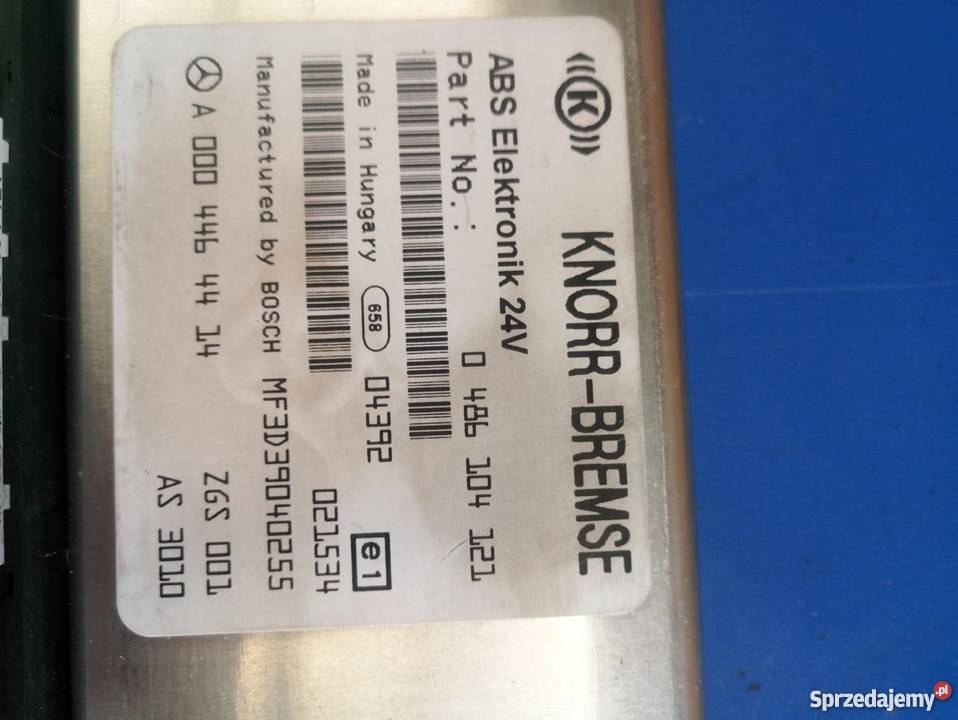 K KNORR-BREMSE
ABS Elektronik 24V
Part No.: 0 486 104 121
Made in Hungary 658 04392 e1
021534
Manufactured by BOSCH MF3D39040255
A 000 446 44 14 ZGS 001
AS 3010
Sprzedajemy.pl